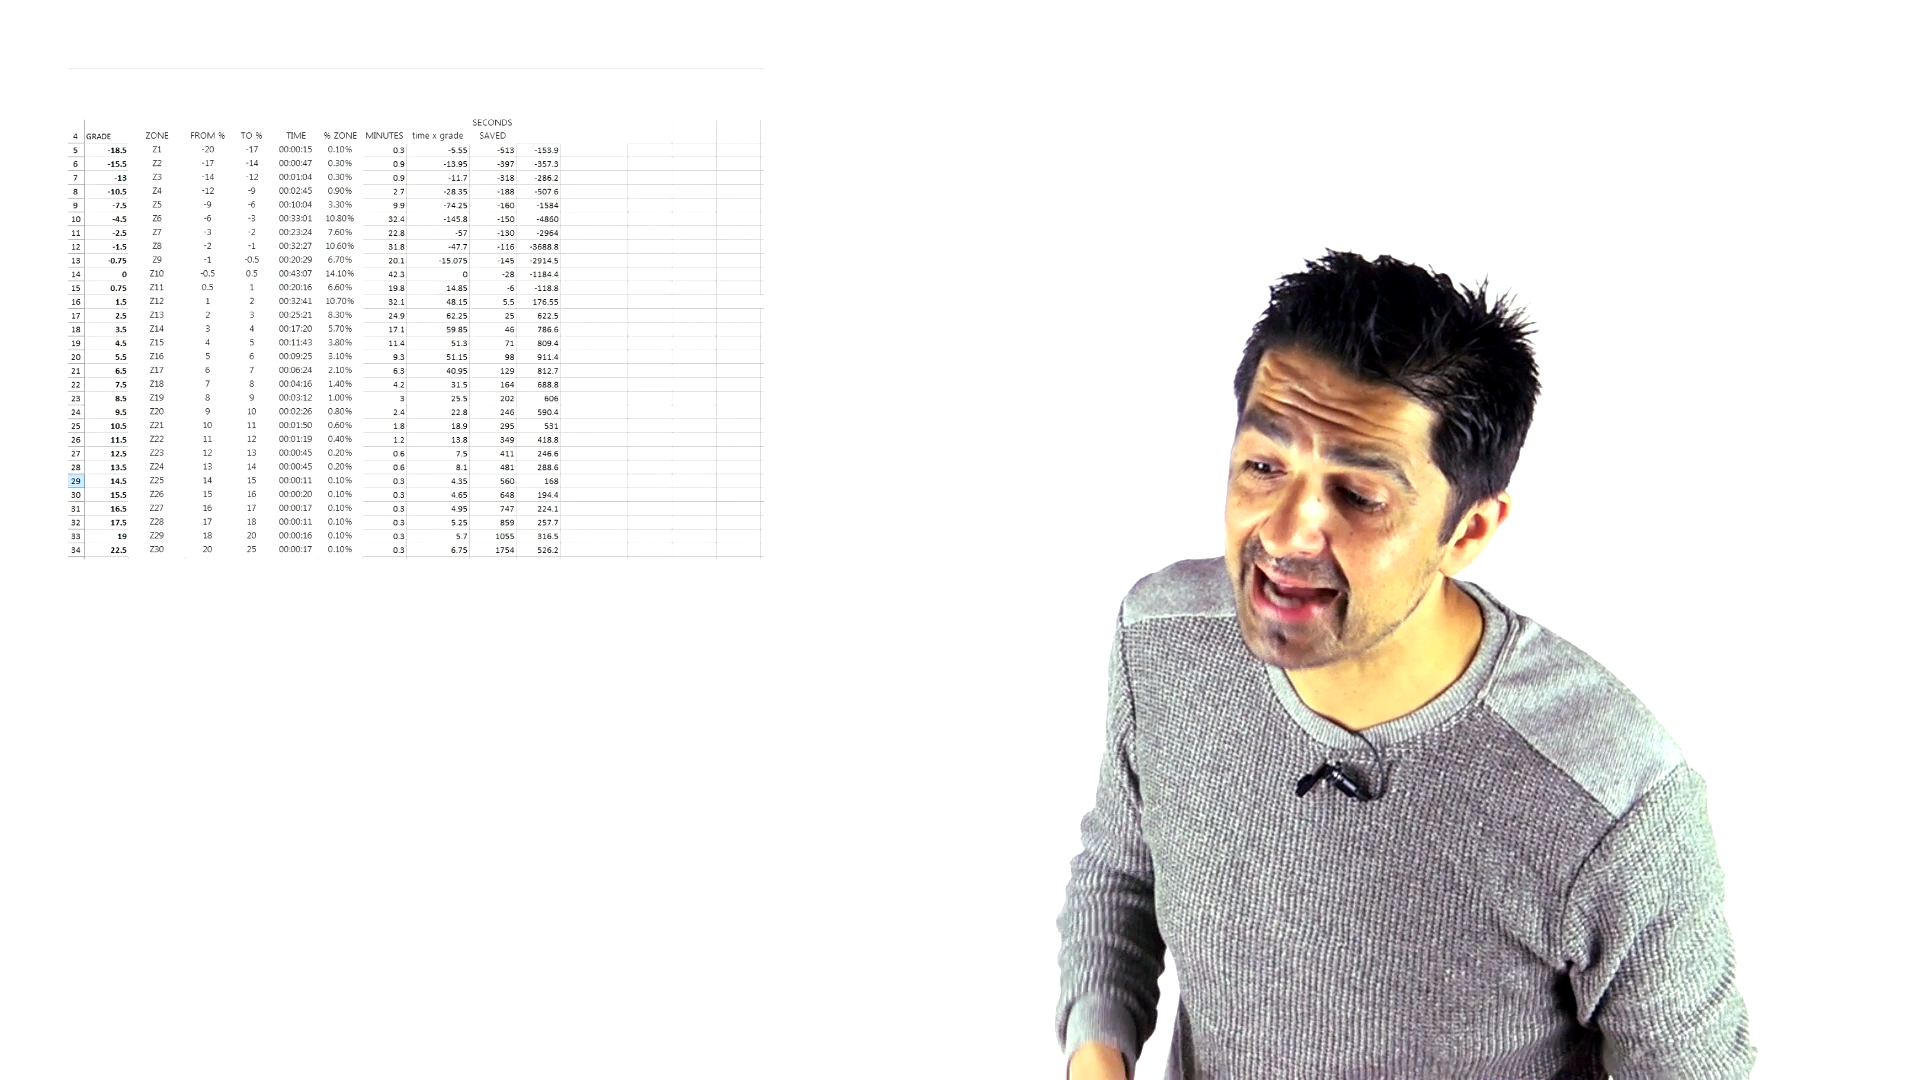 SECONDS
4 GRADE ZONE FROM % TO % TIME % ZONE MINUTES time x grade SAVED
5 -18.5 Z1 -20 -17 00:00:15 0.10% 0.3 -5.55 -513 -153.9
6 -15.5 Z2 -17 -14 00:00:47 0.30% 0.9 -13.95 -397 -357.3
7 -13 Z3 -14 -12 00:01:04 0.30% 0.9 -11.7 -318 -286.2
8 -10.5 Z4 -12 -9 00:02:45 0.90% 2.7 -28.35 -188 -507.6
9 -7.5 Z5 -9 -6 00:10:04 3.30% 9.9 -74.25 -160 -1584
10 -4.5 Z6 -6 -3 00:33:01 10.80% 32.4 -145.8 -150 -4860
11 -2.5 Z7 -3 -2 00:23:24 7.60% 22.8 -57 -130 -2964
12 -1.5 Z8 -2 -1 00:32:27 10.60% 31.8 -47.7 -116 -3688.8
13 -0.75 Z9 -1 -0.5 00:20:29 6.70% 20.1 -15.075 -145 -2914.5
14 0 Z10 -0.5 0.5 00:43:07 14.10% 42.3 0 -28 -1184.4
15 0.75 Z11 0.5 1 00:20:16 6.60% 19.8 14.85 -6 -118.8
16 1.5 Z12 1 2 00:32:41 10.70% 32.1 48.15 5.5 176.55
17 2.5 Z13 2 3 00:25:21 8.30% 24.9 62.25 25 622.5
18 3.5 Z14 3 4 00:17:20 5.70% 17.1 59.85 46 786.6
19 4.5 Z15 4 5 00:11:43 3.80% 11.4 51.3 71 809.4
20 5.5 Z16 5 6 00:09:25 3.10% 9.3 51.15 98 911.4
21 6.5 Z17 6 7 00:06:24 2.10% 6.3 40.95 129 812.7
22 7.5 Z18 7 8 00:04:16 1.40% 4.2 31.5 164 688.8
23 8.5 Z19 8 9 00:03:12 1.00% 3 25.5 202 606
24 9.5 Z20 9 10 00:02:26 0.80% 2.4 22.8 246 590.4
25 10.5 Z21 10 11 00:01:50 0.60% 1.8 18.9 295 531
26 11.5 Z22 11 12 00:01:19 0.40% 1.2 13.8 349 418.8
27 12.5 Z23 12 13 00:00:45 0.20% 0.6 7.5 411 246.6
28 13.5 Z24 13 14 00:00:45 0.20% 0.6 8.1 481 288.6
29 14.5 Z25 14 15 00:00:11 0.10% 0.3 4.35 560 168
30 15.5 Z26 15 16 00:00:20 0.10% 0.3 4.65 648 194.4
31 16.5 Z27 16 17 00:00:17 0.10% 0.3 4.95 747 224.1
32 17.5 Z28 17 18 00:00:11 0.10% 0.3 5.25 859 257.7
33 19 Z29 18 20 00:00:16 0.10% 0.3 5.7 1055 316.5
34 22.5 Z30 20 25 00:00:17 0.10% 0.3 6.75 1754 526.2